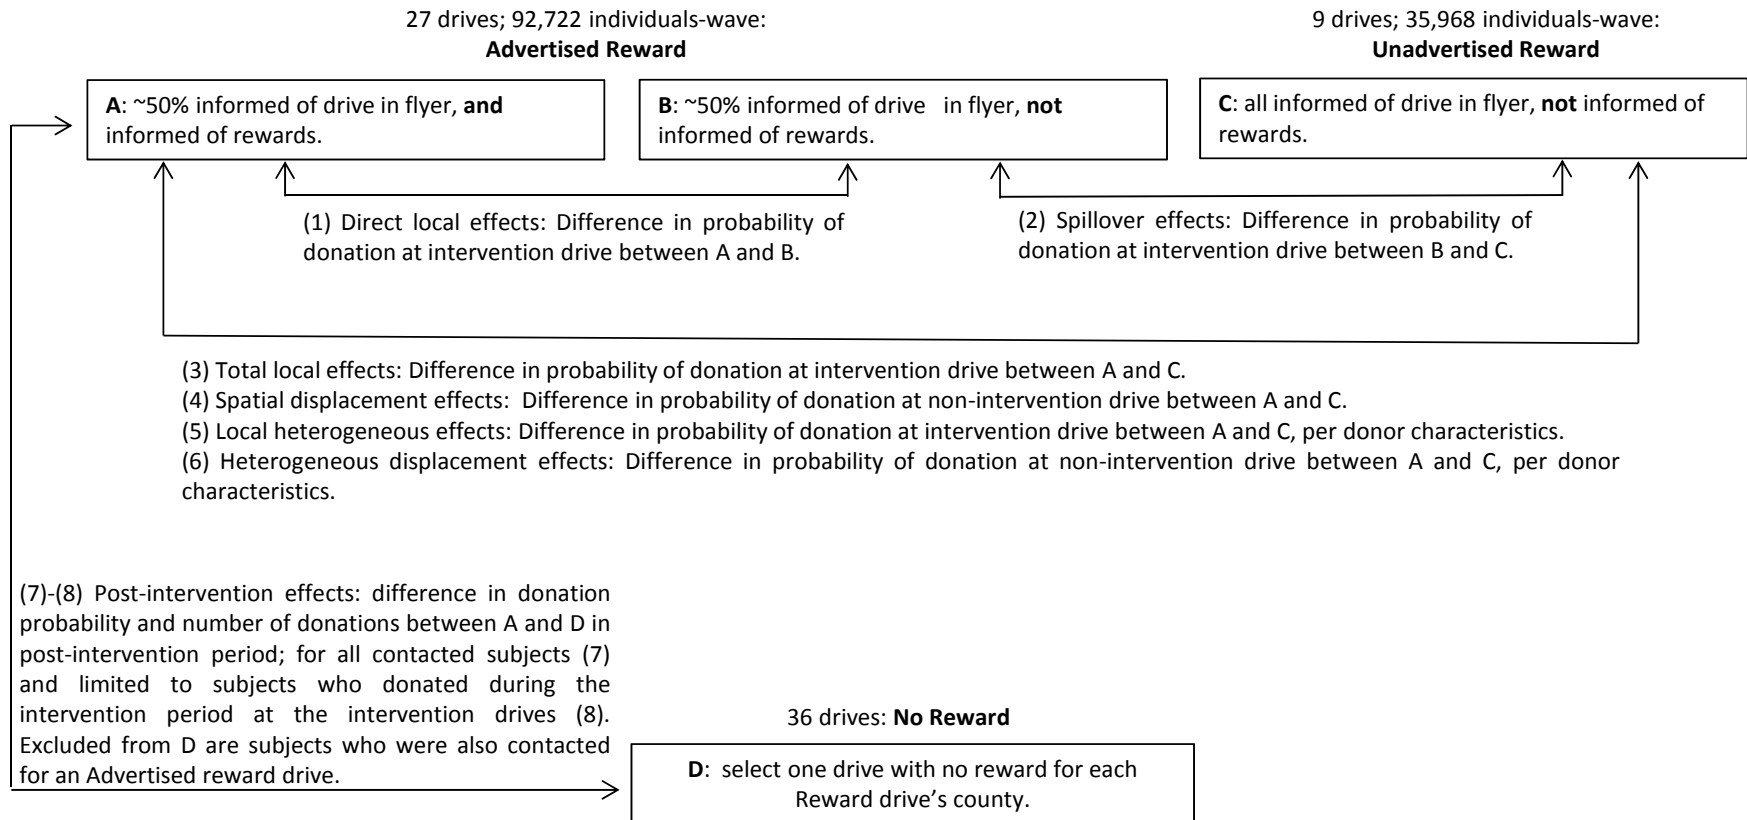 27 drives; 92,722 individuals-wave:
Advertised Reward
9 drives; 35,968 individuals-wave:
Unadvertised Reward
A: ~50% informed of drive in flyer, and
informed of rewards.
B: ~50% informed of drive in flyer, not
informed of rewards.
C: all informed of drive in flyer, not informed of
rewards.
(1) Direct local effects: Difference in probability of
donation at intervention drive between A and B.
(2) Spillover effects: Difference in probability of
donation at intervention drive between B and C.
(3) Total local effects: Difference in probability of donation at intervention drive between A and C.
(4) Spatial displacement effects: Difference in probability of donation at non-intervention drive between A and C.
(5) Local heterogeneous effects: Difference in probability of donation at intervention drive between A and C, per donor characteristics.
(6) Heterogeneous displacement effects: Difference in probability of donation at non-intervention drive between A and C, per donor
characteristics.
(7)-(8) Post-intervention effects: difference in donation
probability and number of donations between A and D in
post-intervention period; for all contacted subjects (7)
and limited to subjects who donated during the
intervention period at the intervention drives (8).
Excluded from D are subjects who were also contacted
for an Advertised reward drive.
36 drives: No Reward
D: select one drive with no reward for each
Reward drive's county.